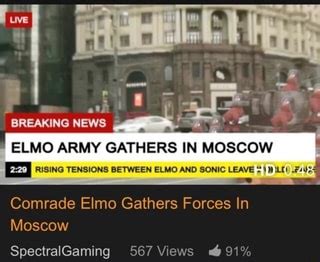 LIVE
BREAKING NEWS
ELMO ARMY GATHERS IN MOSCOW
2:29 RISING TENSIONS BETWEEN ELMO AND SONIC LEAVE
HD 0:48
Comrade Elmo Gathers Forces In
Moscow
SpectralGaming 567 Views 91%